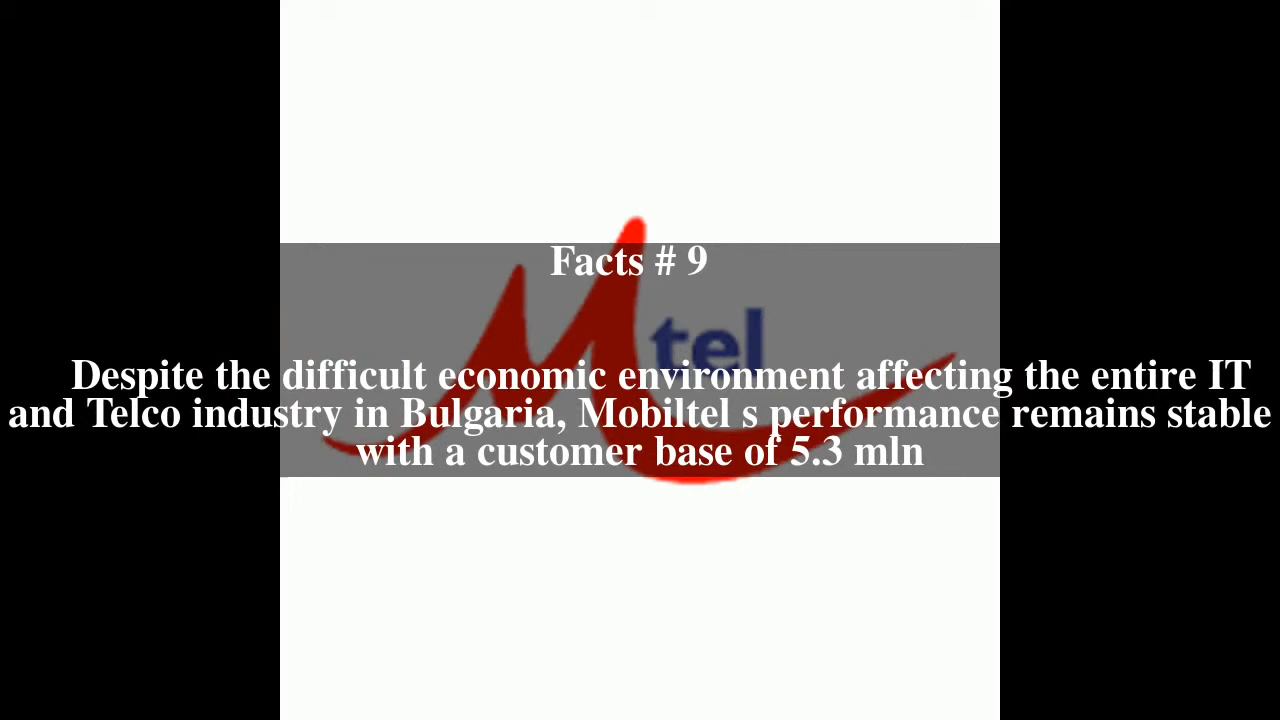 Facts # 9
Mtel
Despite the difficult economic environment affecting the entire IT
and Telco industry in Bulgaria, Mobiltel s performance remains stable
with a customer base of 5.3 mln